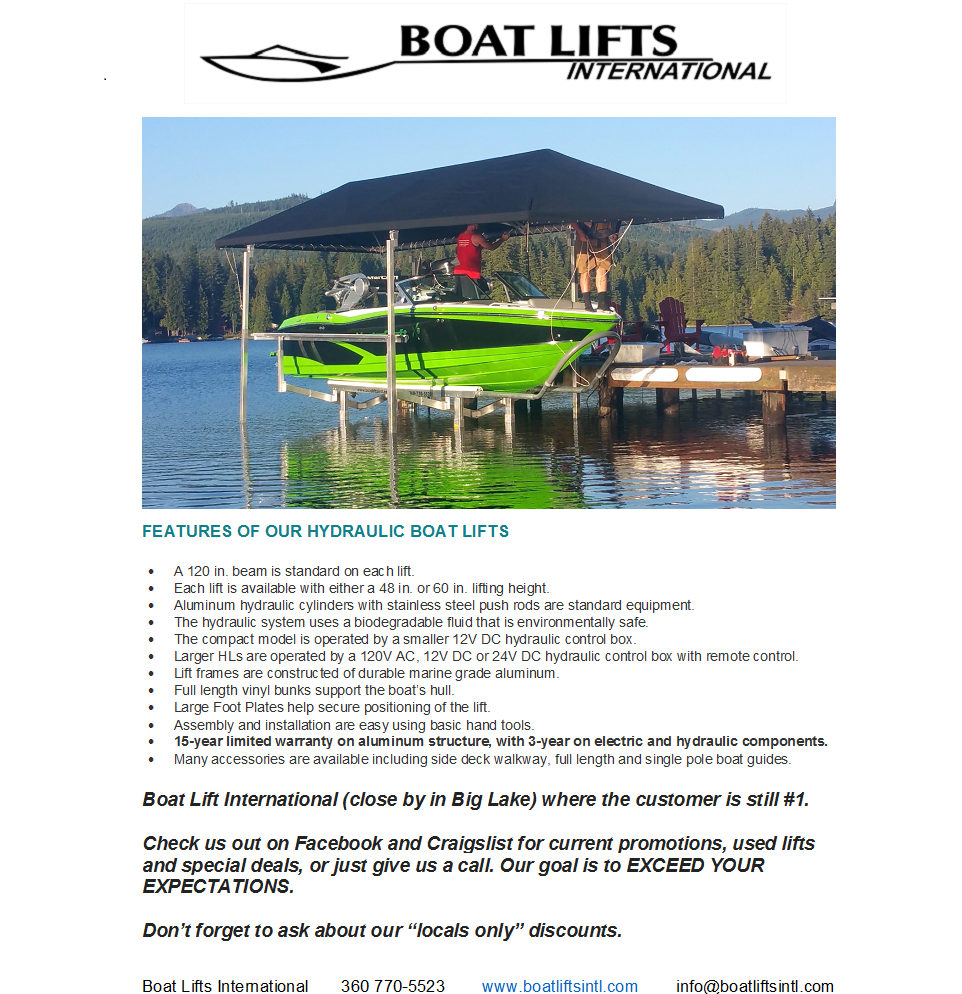 BOAT LIFTS
INTERNATIONAL
.
FEATURES OF OUR HYDRAULIC BOAT LIFTS
• A 120 in. beam is standard on each lift.
• Each lift is available with either a 48 in. or 60 in. lifting height.
• Aluminum hydraulic cylinders with stainless steel push rods are standard equipment.
• The hydraulic system uses a biodegradable fluid that is environmentally safe.
• The compact model is operated by a smaller 12V DC hydraulic control box.
• Larger HLs are operated by a 120V AC, 12V DC or 24V DC hydraulic control box with remote control.
• Lift frames are constructed of durable marine grade aluminum.
• Full length vinyl bunks support the boat’s hull.
• Large Foot Plates help secure positioning of the lift.
• Assembly and installation are easy using basic hand tools.
• 15-year limited warranty on aluminum structure, with 3-year on electric and hydraulic components.
• Many accessories are available including side deck walkway, full length and single pole boat guides.
Boat Lift International (close by in Big Lake) where the customer is still #1.
Check us out on Facebook and Craigslist for current promotions, used lifts
and special deals, or just give us a call. Our goal is to EXCEED YOUR
EXPECTATIONS.
Don’t forget to ask about our “locals only” discounts.
Boat Lifts International 360 770-5523 www.boatliftsintl.com info@boatliftsintl.com